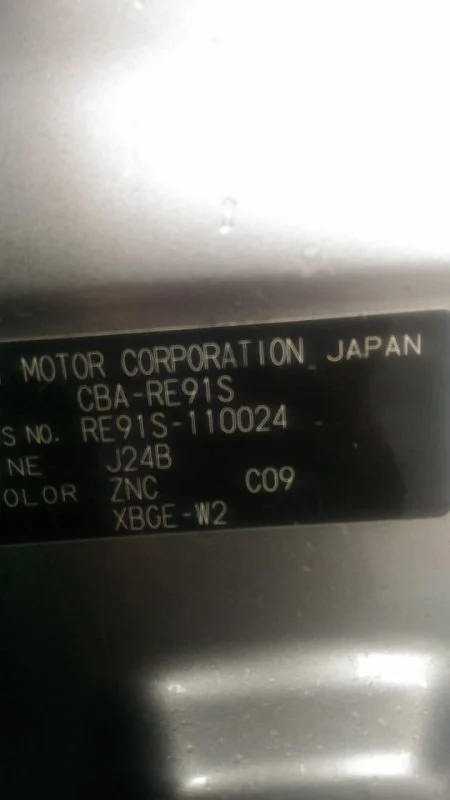 MOTOR CORPORATION JAPAN
CBA-RE91S
S NO. RE91S-110024
NE J24B
OLOR ZNC C09
XBGE-W2